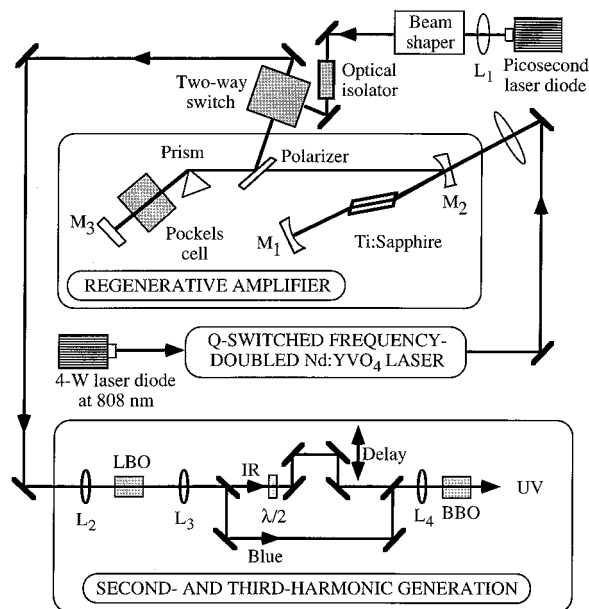 Beam
shaper
L1
Picosecond
laser diode
Optical
isolator
Two-way
switch
Prism
Polarizer
M3
Pockels
cell
M1
Ti:Sapphire
M2
REGENERATIVE AMPLIFIER
Q-SWITCHED FREQUENCY-
DOUBLED Nd:YVO4 LASER
4-W laser diode
at 808 nm
LBO
IR
Delay
L2
L3
λ/2
L4
BBO
UV
Blue
SECOND- AND THIRD-HARMONIC GENERATION